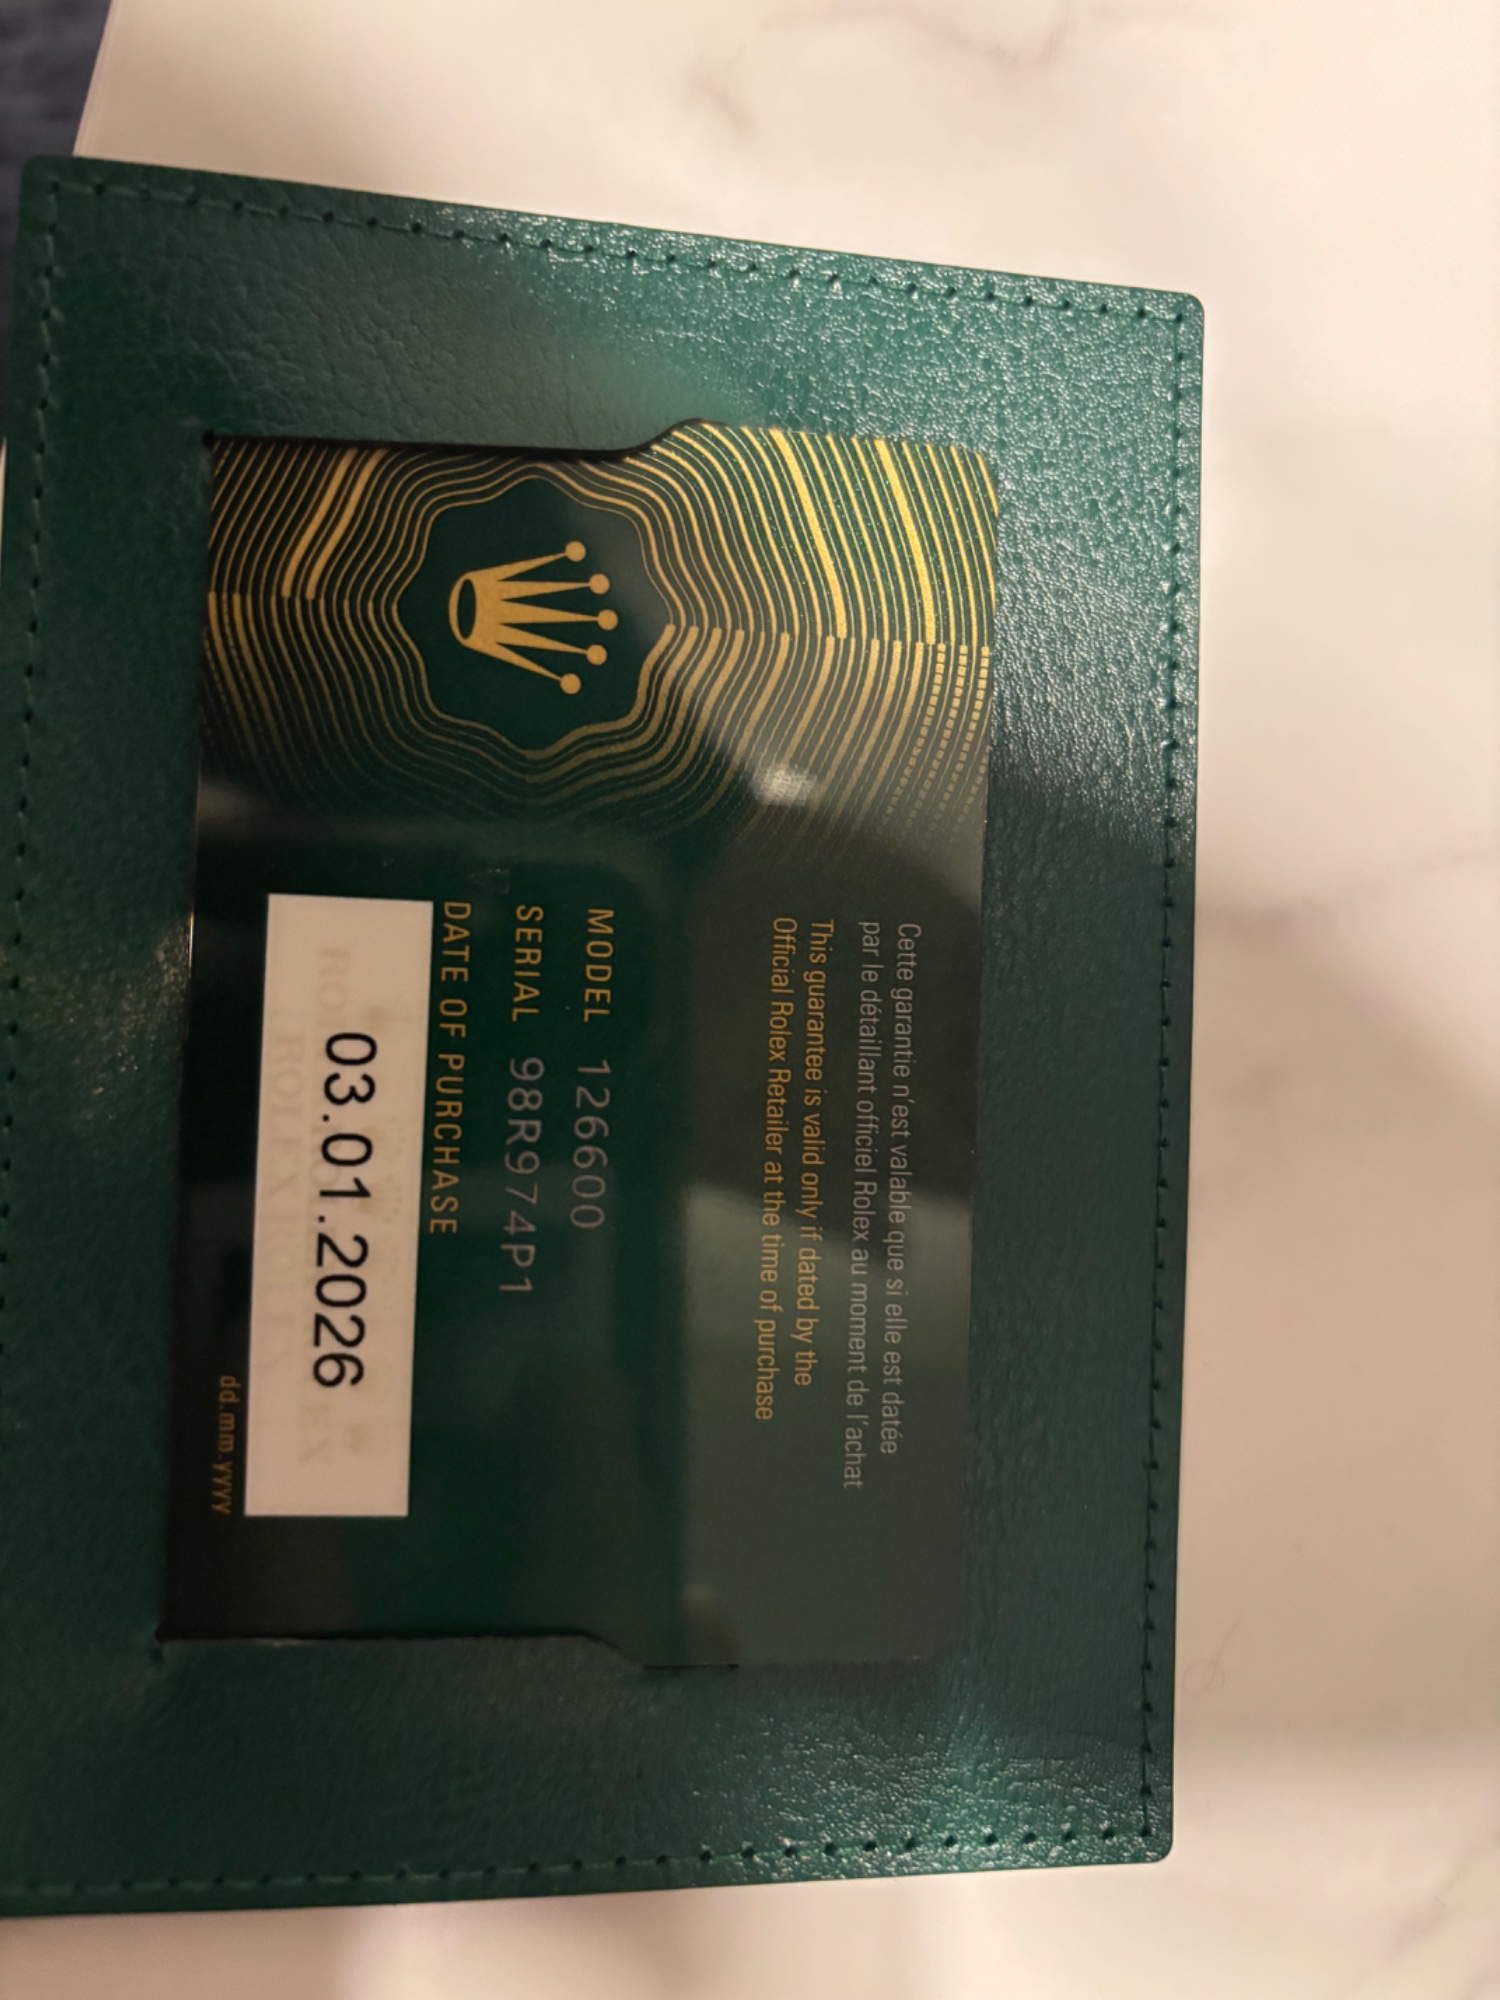 Cette garantie n'est valable que si elle est datée
par le détaillant officiel Rolex au moment de l'achat
This guarantee is valid only if dated by the
Official Rolex Retailer at the time of purchase
MODEL 126600
SERIAL 98R974P1
DATE OF PURCHASE
03.01.2026
dd.mm.yyyy